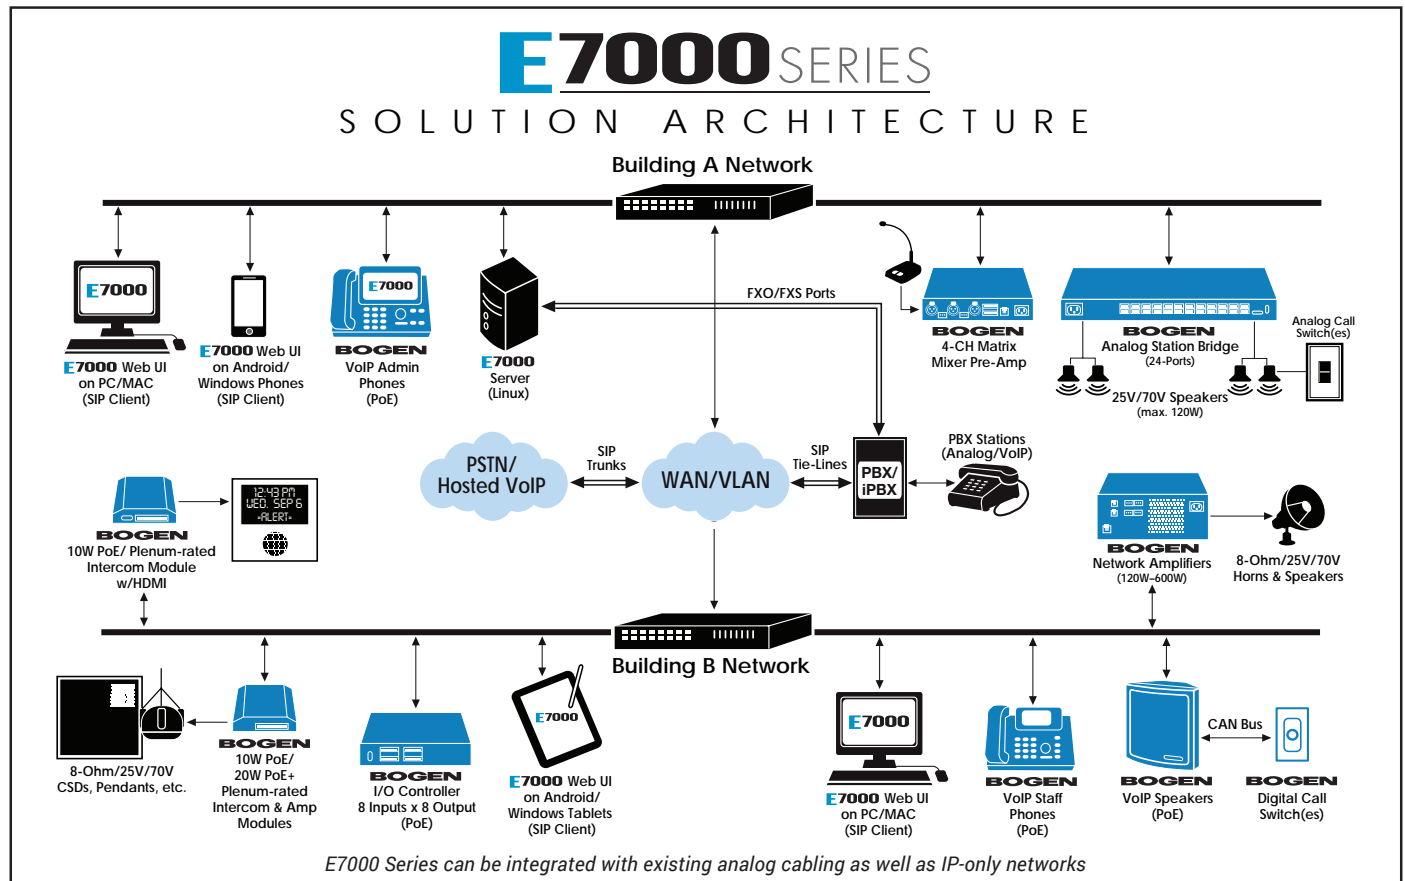 E7000 SERIES
SOLUTION ARCHITECTURE
Building A Network
E7000
E7000 Web UI
on PC/MAC
(SIP Client)
E7000 Web UI
on Android/
Windows Phones
(SIP Client)
E7000
BOGEN
VoIP Admin
Phones
(PoE)
E7000
Server
(Linux)
FXO/FXS Ports
BOGEN
4-CH Matrix
Mixer Pre-Amp
BOGEN
Analog Station Bridge
(24-Ports)
25V/70V Speakers
(max. 120W)
Analog Call
Switch(es)
PSTN/
Hosted VoIP
SIP
Trunks
WAN/VLAN
SIP
Tie-Lines
PBX/
iPBX
PBX Stations
(Analog/VoIP)
BOGEN
10W PoE/ Plenum-rated
Intercom Module
w/HDMI
12:43 PM
WED. SEP 6
-ALERT-
BOGEN
Network Amplifiers
(120W–600W)
8-Ohm/25V/70V
Horns & Speakers
Building B Network
8-Ohm/25V/70V
CSDs, Pendants, etc.
BOGEN
10W PoE/
20W PoE+
Plenum-rated
Intercom & Amp
Modules
BOGEN
I/O Controller
8 Inputs x 8 Output
(PoE)
E7000
E7000 Web UI
on Android/
Windows Tablets
(SIP Client)
E7000
E7000 Web UI
on PC/MAC
(SIP Client)
BOGEN
VoIP Staff
Phones
(PoE)
BOGEN
VoIP Speakers
(PoE)
CAN Bus
BOGEN
Digital Call
Switch(es)
E7000 Series can be integrated with existing analog cabling as well as IP-only networks